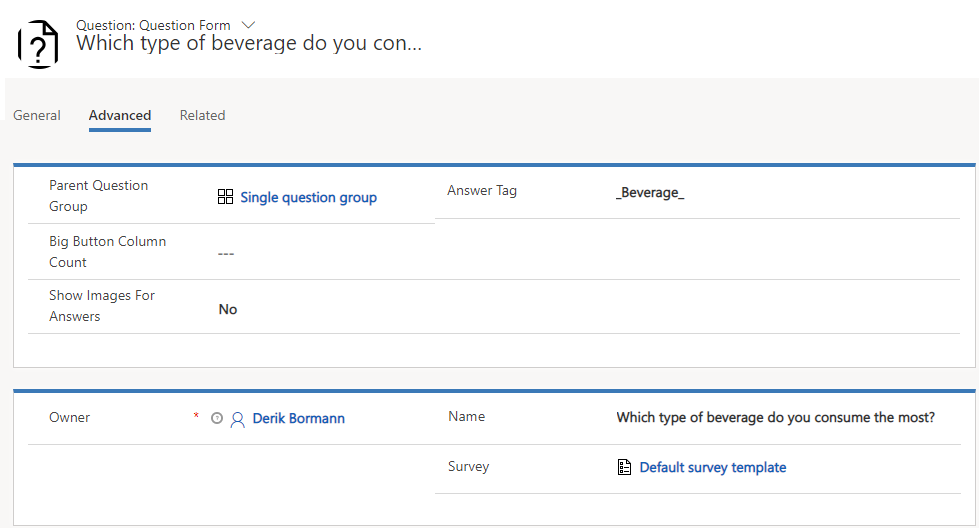 Question: Question Form
Which type of beverage do you con...
General Advanced Related
Parent Question
Group
Single question group
Answer Tag
_Beverage_
Big Button Column
Count
---
Show Images For
Answers
No
Owner
*
Derik Bormann
Name
Which type of beverage do you consume the most?
Survey
Default survey template